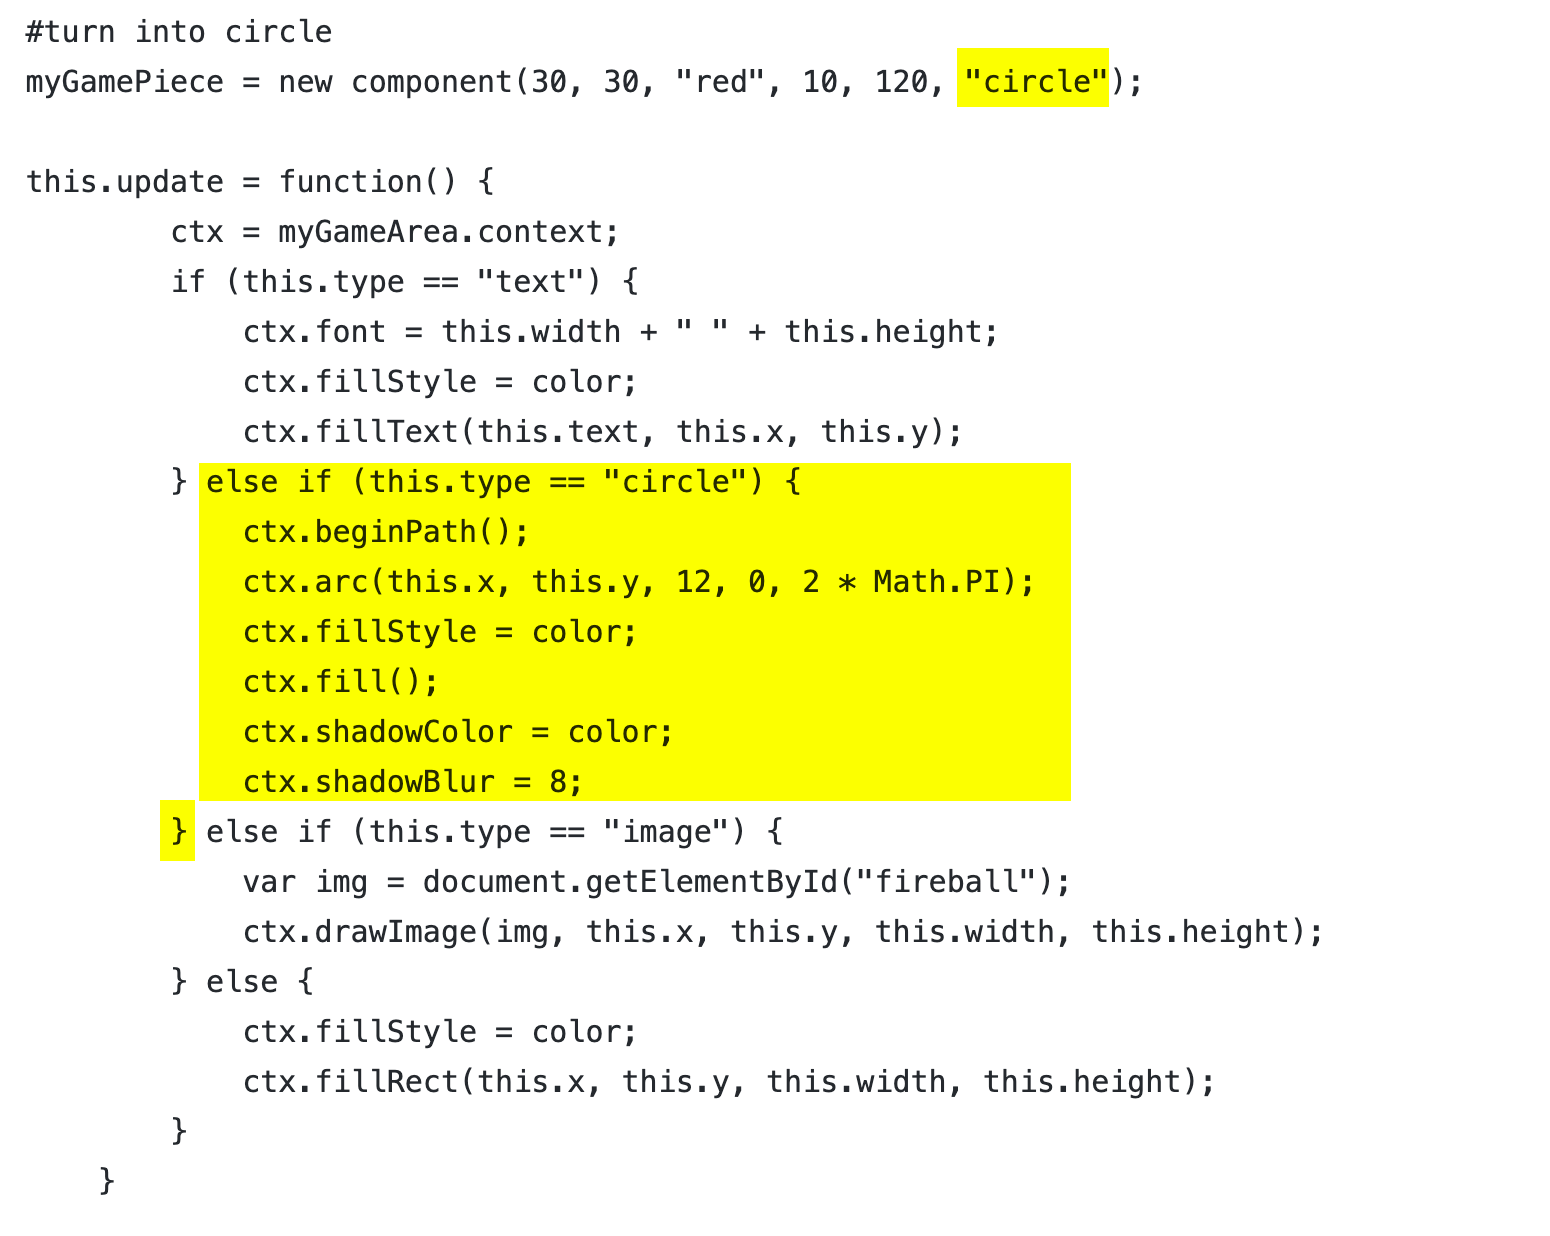 #turn into circle
myGamePiece = new component(30, 30, "red", 10, 120, "circle");
this.update = function() {
ctx = myGameArea.context;
if (this.type == "text") {
ctx.font = this.width + " " + this.height;
ctx.fillStyle = color;
ctx.fillText(this.text, this.x, this.y);
} else if (this.type == "circle") {
ctx.beginPath();
ctx.arc(this.x, this.y, 12, 0, 2 * Math.PI);
ctx.fillStyle = color;
ctx.fill();
ctx.shadowColor = color;
ctx.shadowBlur = 8;
} else if (this.type == "image") {
var img = document.getElementById("fireball");
ctx.drawImage(img, this.x, this.y, this.width, this.height);
} else {
ctx.fillStyle = color;
ctx.fillRect(this.x, this.y, this.width, this.height);
}
}